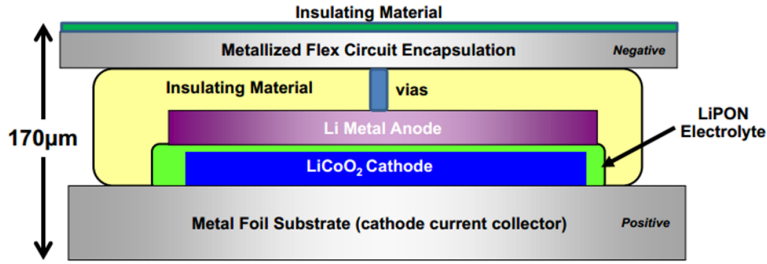 Insulating Material
Metallized Flex Circuit Encapsulation
Negative
Insulating Material
vias
170μm
Li Metal Anode
LiPON
Electrolyte
LiCoO₂ Cathode
Metal Foil Substrate (cathode current collector)
Positive